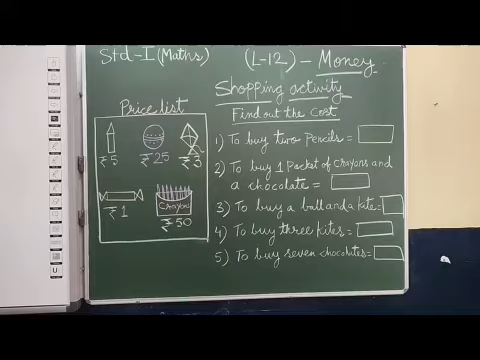 Std-I (Maths)
(L-12) - Money
Shopping activity
Find out the cost
Price list
₹5
₹25
₹3
₹1
Crayons
₹50
1) To buy two Pencils =
2) To buy 1 Packet of Crayons and
a chocolate =
3) To buy a ball and a kite =
4) To buy three kites =
5) To buy seven chocolates =